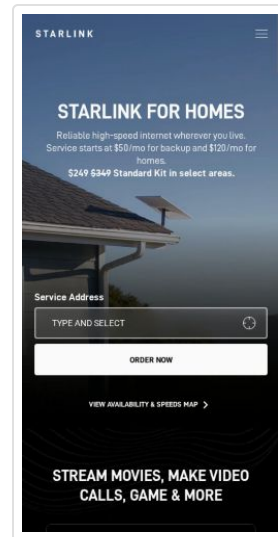 STARLINK
STARLINK FOR HOMES
Reliable high-speed internet wherever you live.
Service starts at $50/mo for backup and $120/mo for
homes.
$249 $349 Standard Kit in select areas.
Service Address
TYPE AND SELECT
ORDER NOW
VIEW AVAILABILITY & SPEEDS MAP
STREAM MOVIES, MAKE VIDEO
CALLS, GAME & MORE